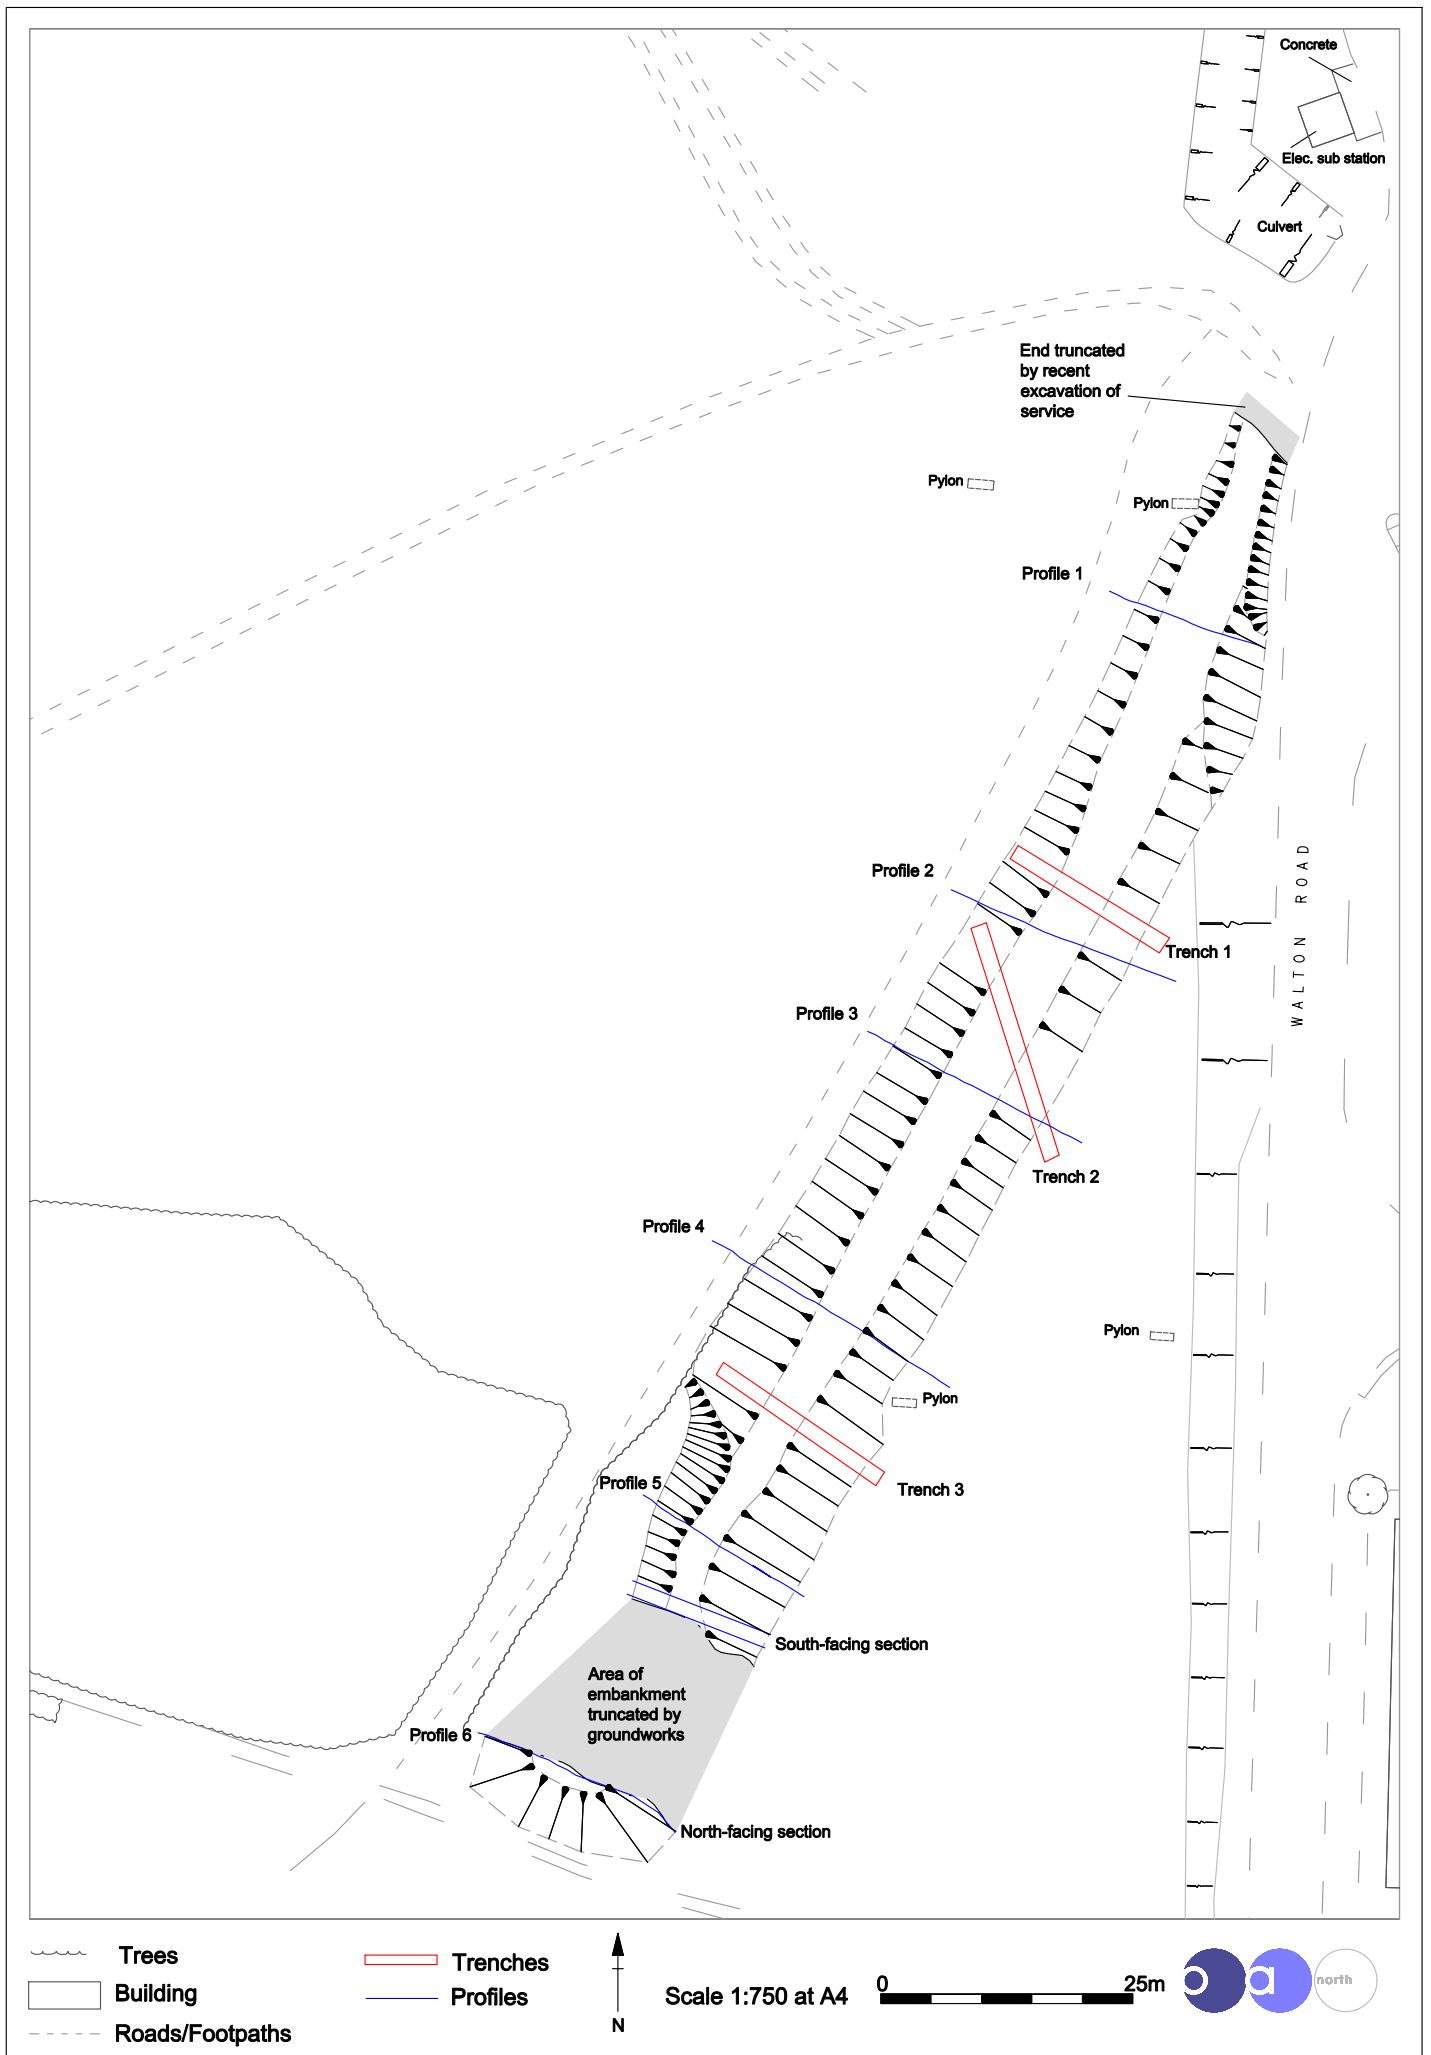 Concrete
Elec. sub station
Culvert
End truncated
by recent
excavation of
service
Pylon
Pylon
Profile 1
Profile 2
WALTON ROAD
Trench 1
Profile 3
Trench 2
Profile 4
Pylon
Pylon
Profile 5
Trench 3
South-facing section
Area of
embankment
truncated by
groundworks
Profile 6
North-facing section
Trees
Building
Roads/Footpaths
Trenches
Profiles
N
Scale 1:750 at A4
0 25m
oa north